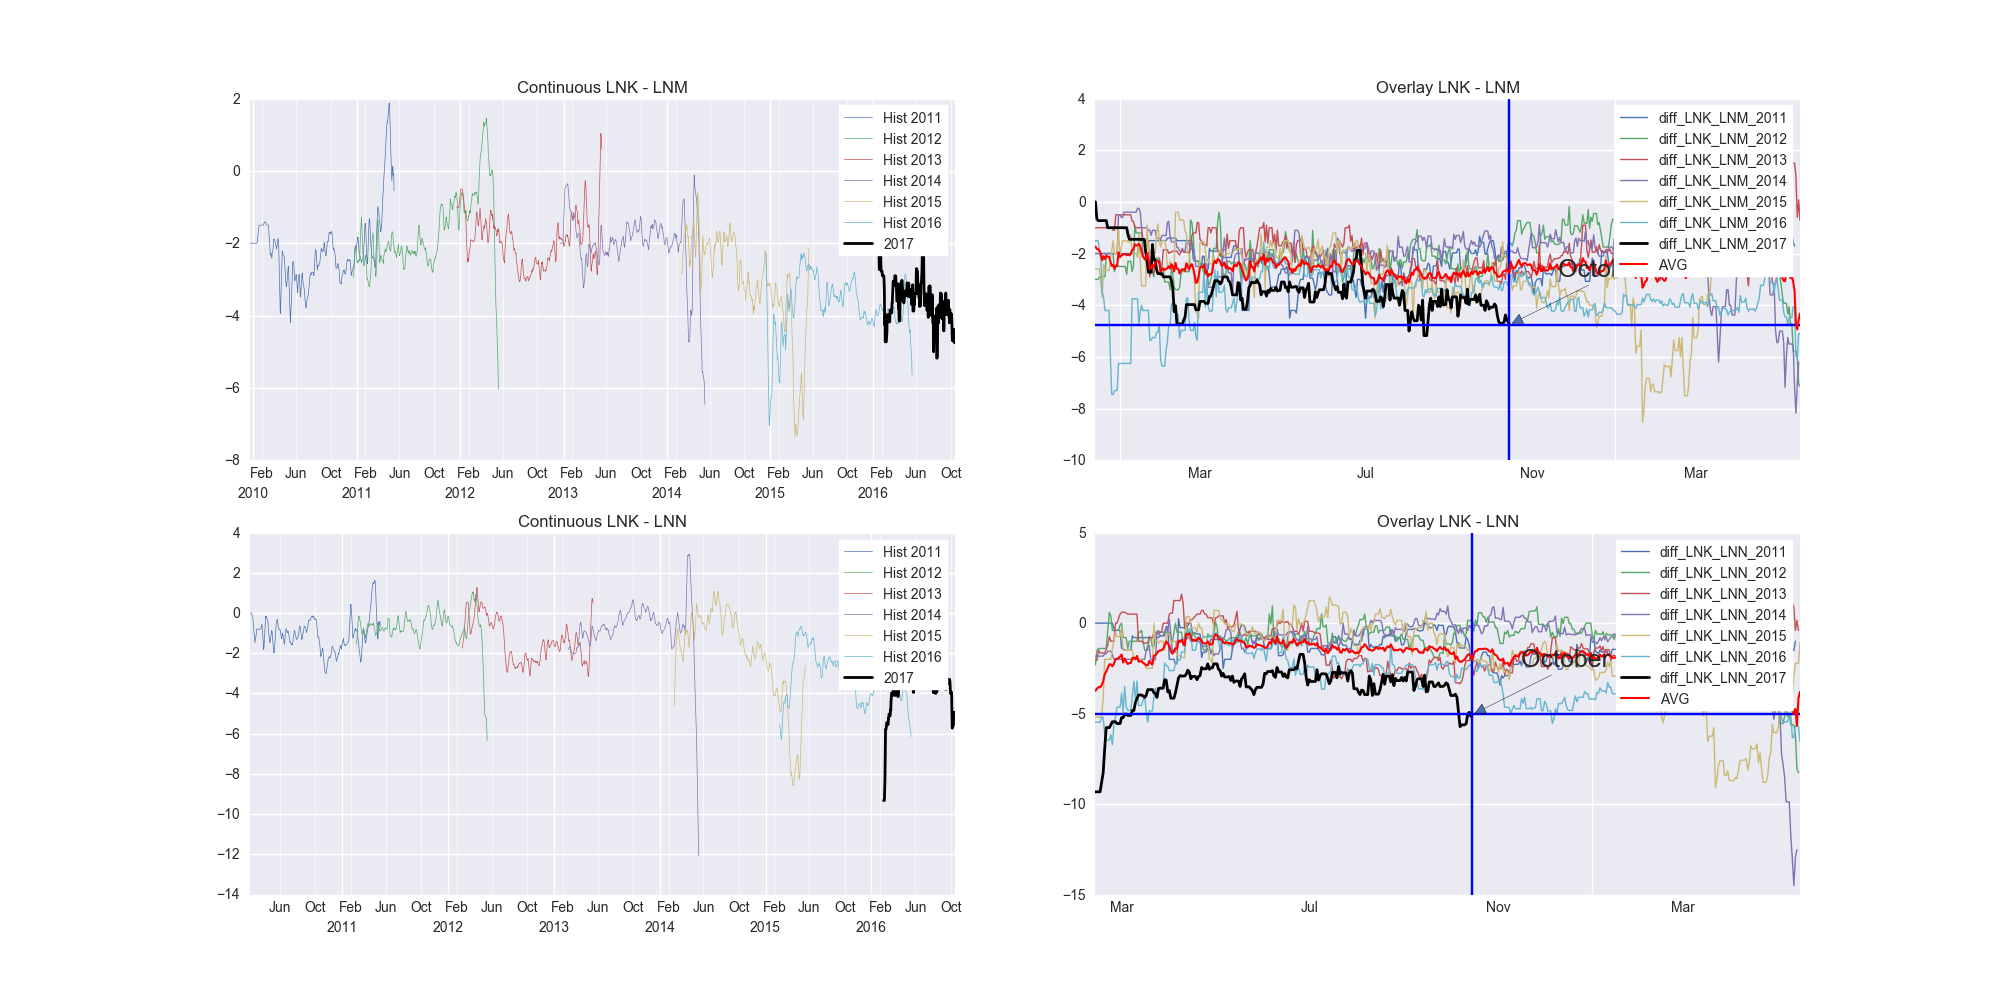 Continuous LNK - LNM
2
0
−2
−4
−6
−8
Hist 2011
Hist 2012
Hist 2013
Hist 2014
Hist 2015
Hist 2016
2017
Feb Jun Oct Feb Jun Oct Feb Jun Oct Feb Jun Oct Feb Jun Oct Feb Jun Oct Feb Jun Oct
2010 2011 2012 2013 2014 2015 2016
Overlay LNK - LNM
4
2
0
−2
−4
−6
−8
−10
diff_LNK_LNM_2011
diff_LNK_LNM_2012
diff_LNK_LNM_2013
diff_LNK_LNM_2014
diff_LNK_LNM_2015
diff_LNK_LNM_2016
diff_LNK_LNM_2017
AVG
Mar Jul Nov Mar
Continuous LNK - LNN
4
2
0
−2
−4
−6
−8
−10
−12
−14
Hist 2011
Hist 2012
Hist 2013
Hist 2014
Hist 2015
Hist 2016
2017
Jun Oct Feb Jun Oct Feb Jun Oct Feb Jun Oct Feb Jun Oct Feb Jun Oct Feb Jun Oct
2011 2012 2013 2014 2015 2016
Overlay LNK - LNN
5
0
−5
−10
−15
diff_LNK_LNN_2011
diff_LNK_LNN_2012
diff_LNK_LNN_2013
diff_LNK_LNN_2014
diff_LNK_LNN_2015
diff_LNK_LNN_2016
diff_LNK_LNN_2017
AVG
October
Mar Jul Nov Mar